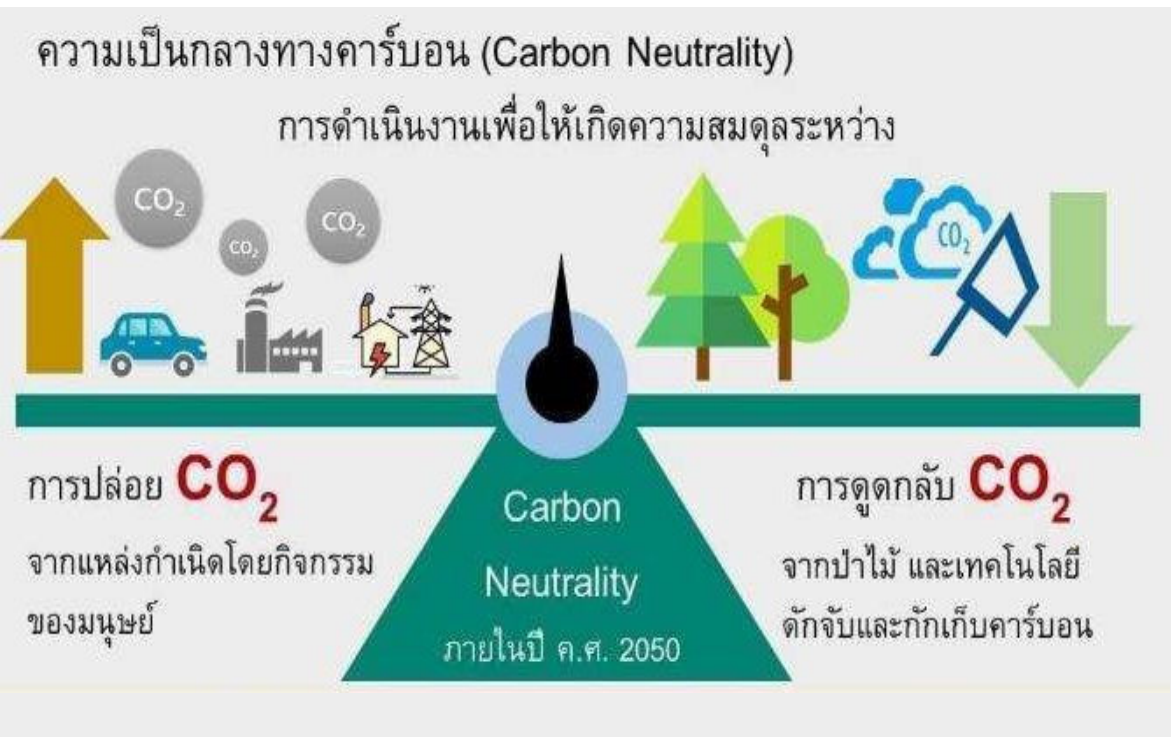 ความเป็นกลางทางคาร์บอน (Carbon Neutrality)
การดำเนินงานเพื่อให้เกิดความสมดุลระหว่าง
CO₂
CO₂
CO₂
CO₂
การปล่อย CO₂
จากแหล่งกำเนิดโดยกิจกรรม
ของมนุษย์
Carbon
Neutrality
ภายในปี ค.ศ. 2050
การดูดกลับ CO₂
จากป่าไม้ และเทคโนโลยี
ดักจับและกักเก็บคาร์บอน